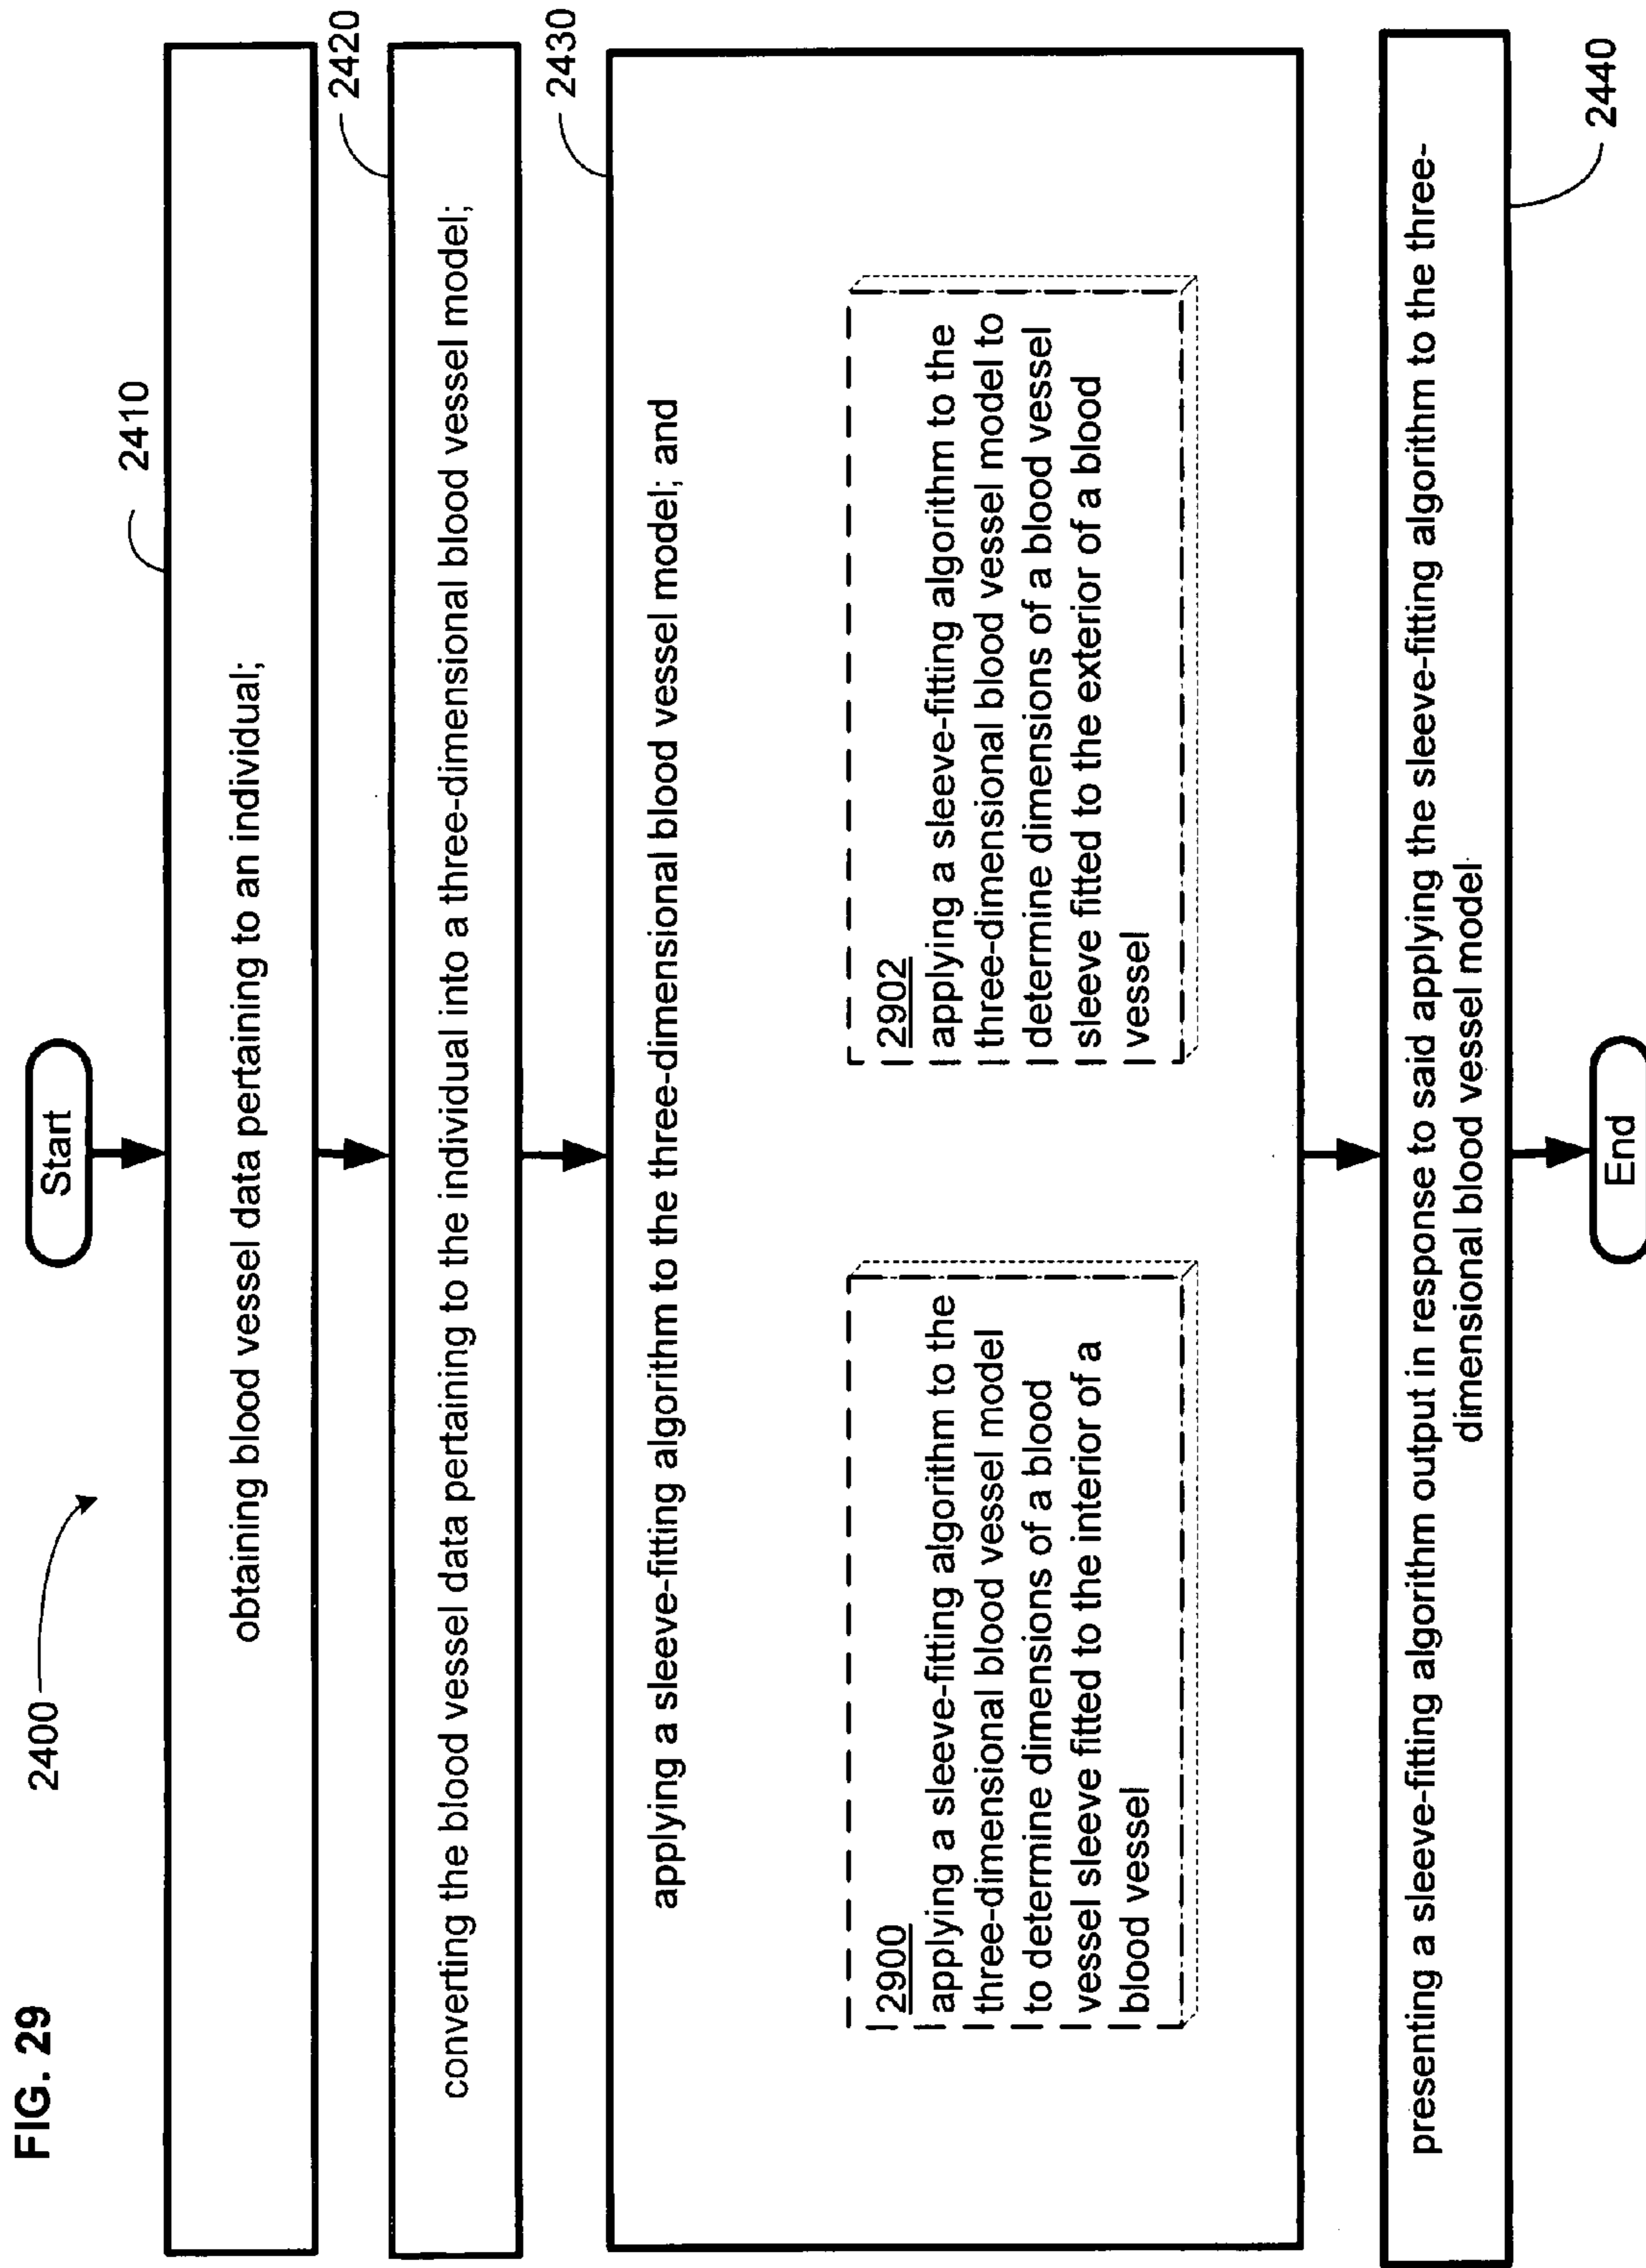 FIG. 29
2400
Start
2410
obtaining blood vessel data pertaining to an individual;
2420
converting the blood vessel data pertaining to the individual into a three-dimensional blood vessel model;
2430
applying a sleeve-fitting algorithm to the three-dimensional blood vessel model; and
2900
applying a sleeve-fitting algorithm to the
three-dimensional blood vessel model
to determine dimensions of a blood
vessel sleeve fitted to the interior of a
blood vessel
2902
applying a sleeve-fitting algorithm to the
three-dimensional blood vessel model to
determine dimensions of a blood vessel
sleeve fitted to the exterior of a blood
vessel
presenting a sleeve-fitting algorithm output in response to said applying the sleeve-fitting algorithm to the three-
dimensional blood vessel model
2440
End